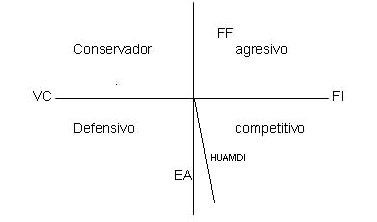 FF
Conservador agresivo
VC FI
Defensivo competitivo
HUAMDI
EA